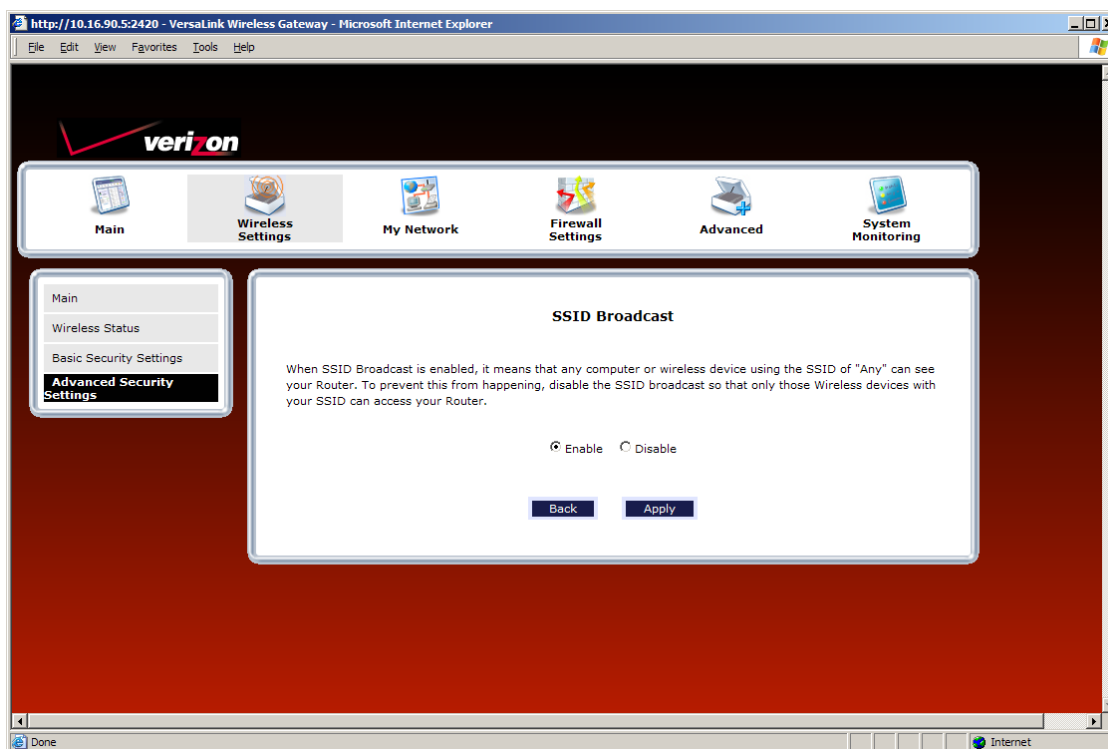 http://10.16.90.5:2420 - VersaLink Wireless Gateway - Microsoft Internet Explorer
File Edit View Favorites Tools Help
verizon
Main
Wireless
Settings
My Network
Firewall
Settings
Advanced
System
Monitoring
Main
Wireless Status
Basic Security Settings
Advanced Security
Settings
SSID Broadcast
When SSID Broadcast is enabled, it means that any computer or wireless device using the SSID of "Any" can see
your Router. To prevent this from happening, disable the SSID broadcast so that only those Wireless devices with
your SSID can access your Router.
Enable Disable
Back Apply
Done Internet